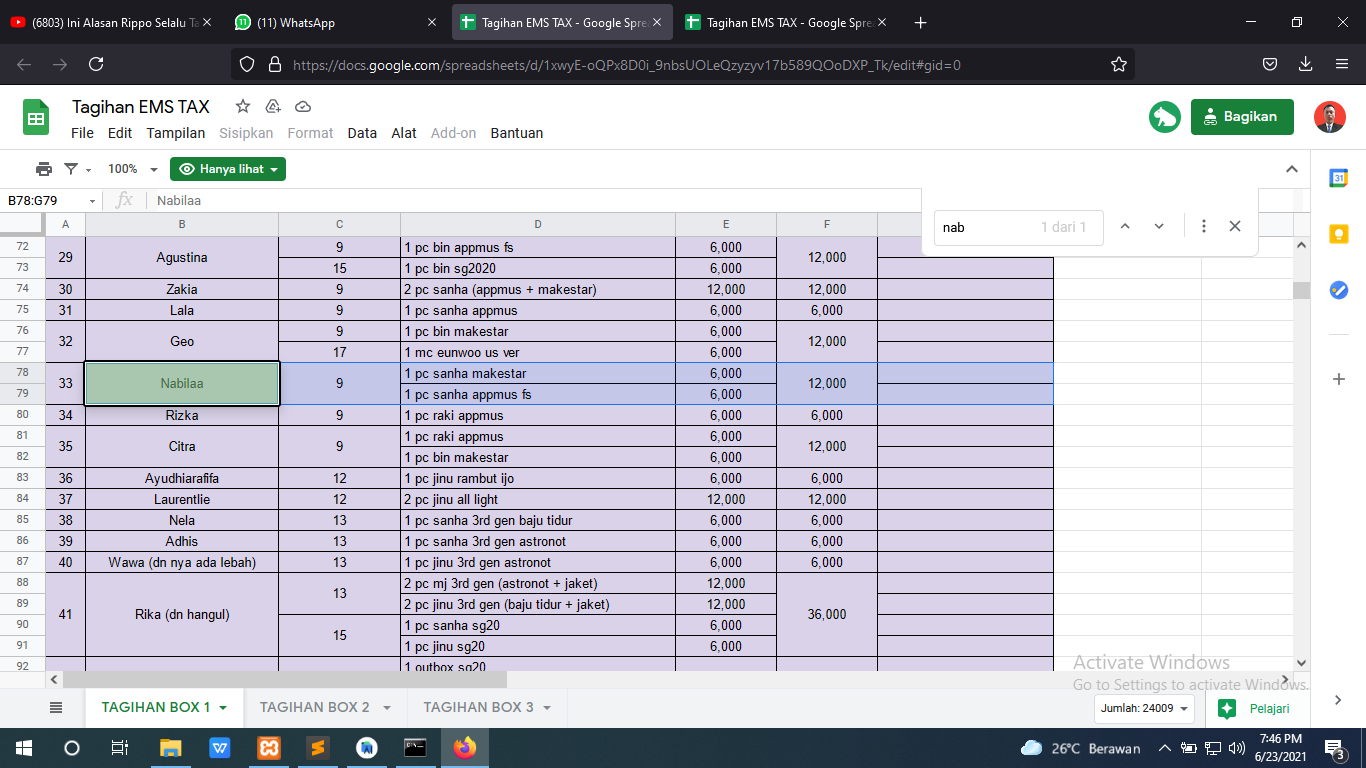 (6803) Ini Alasan Rippo Selalu Ta
(11) WhatsApp
Tagihan EMS TAX - Google Spre
Tagihan EMS TAX - Google Spre
https://docs.google.com/spreadsheets/d/1xwyE-oQPx8D0i_9nbsUOLeQzyzyv17b589QOoDXP_Tk/edit#gid=0
Tagihan EMS TAX
File Edit Tampilan Sisipkan Format Data Alat Add-on Bantuan
Bagikan
100% Hanya lihat
31
B78:G79 fx Nabilaa
nab 1 dari 1
A B C D E F
72 29 Agustina 9 1 pc bin appmus fs 6,000 12,000
73 15 1 pc bin sg2020 6,000
74 30 Zakia 9 2 pc sanha (appmus + makestar) 12,000 12,000
75 31 Lala 9 1 pc sanha appmus 6,000 6,000
76 32 Geo 9 1 pc bin makestar 6,000 12,000
77 17 1 mc eunwoo us ver 6,000
78 33 Nabilaa 9 1 pc sanha makestar 6,000 12,000
79 1 pc sanha appmus fs 6,000
80 34 Rizka 9 1 pc raki appmus 6,000 6,000
81 35 Citra 9 1 pc raki appmus 6,000 12,000
82 1 pc bin makestar 6,000
83 36 Ayudhiarafifa 12 1 pc jinu rambut ijo 6,000 6,000
84 37 Laurentlie 12 2 pc jinu all light 12,000 12,000
85 38 Nela 13 1 pc sanha 3rd gen baju tidur 6,000 6,000
86 39 Adhis 13 1 pc sanha 3rd gen astronot 6,000 6,000
87 40 Wawa (dn nya ada lebah) 13 1 pc jinu 3rd gen astronot 6,000 6,000
88 41 Rika (dn hangul) 13 2 pc mj 3rd gen (astronot + jaket) 12,000 36,000
89 2 pc jinu 3rd gen (baju tidur + jaket) 12,000
90 15 1 pc sanha sg20 6,000
91 1 pc jinu sg20 6,000
92 1 outbox sg20
Activate Windows
Go to Settings to activate Windows.
TAGIHAN BOX 1 TAGIHAN BOX 2 TAGIHAN BOX 3
Jumlah: 24009
Pelajari
26°C Berawan
7:46 PM
6/23/2021
3